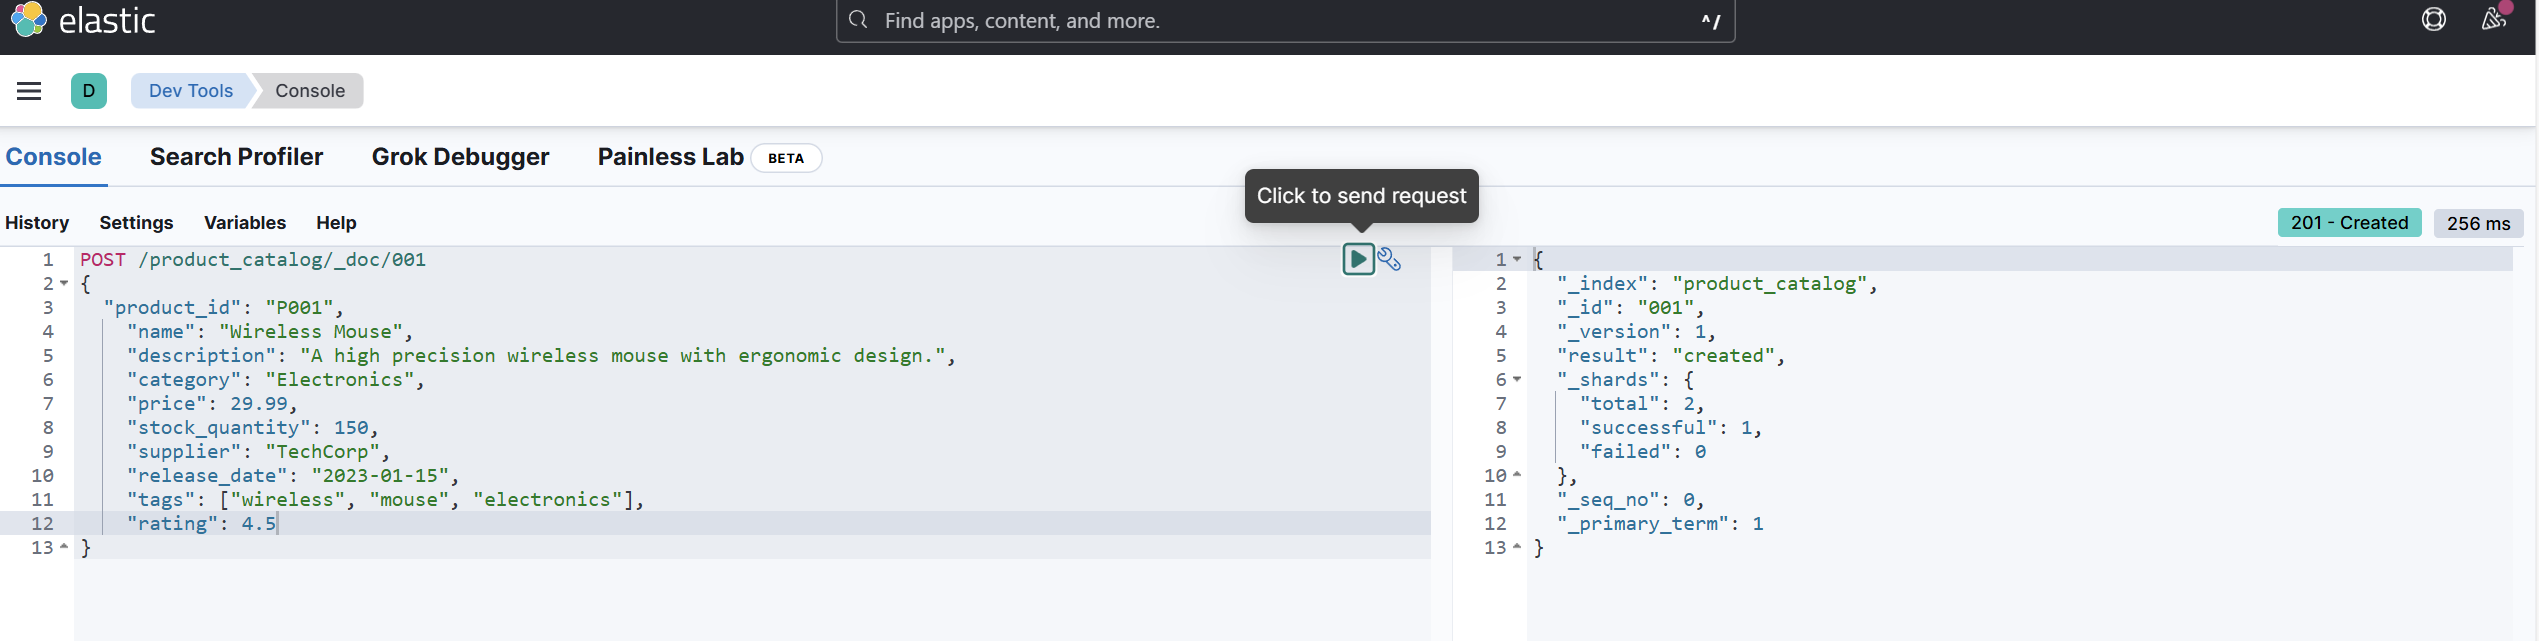 elastic
Find apps, content, and more.
^/
D
Dev Tools
Console
Console
Search Profiler
Grok Debugger
Painless Lab
BETA
Click to send request
History
Settings
Variables
Help
201 - Created
256 ms
1 POST /product_catalog/_doc/001
2 {
3 "product_id": "P001",
4 "name": "Wireless Mouse",
5 "description": "A high precision wireless mouse with ergonomic design.",
6 "category": "Electronics",
7 "price": 29.99,
8 "stock_quantity": 150,
9 "supplier": "TechCorp",
10 "release_date": "2023-01-15",
11 "tags": ["wireless", "mouse", "electronics"],
12 "rating": 4.5
13 }
1 {
2 "_index": "product_catalog",
3 "_id": "001",
4 "_version": 1,
5 "result": "created",
6 "_shards": {
7 "total": 2,
8 "successful": 1,
9 "failed": 0
10 },
11 "_seq_no": 0,
12 "_primary_term": 1
13 }